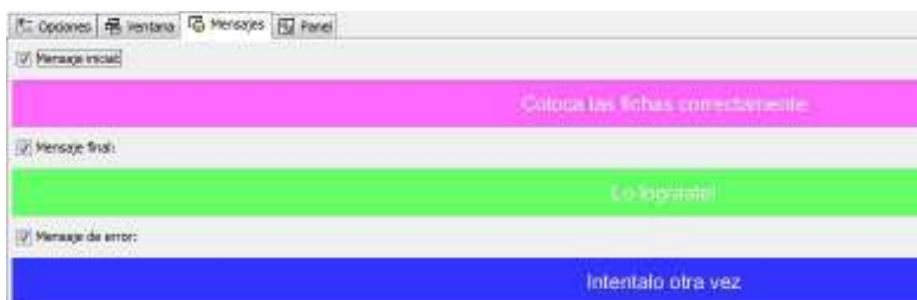 Opciones Ventana Mensajes Panel
Mensaje inicial:
Coloca las fichas correctamente
Mensaje final:
Lo lograste!
Mensaje de error:
Intentalo otra vez